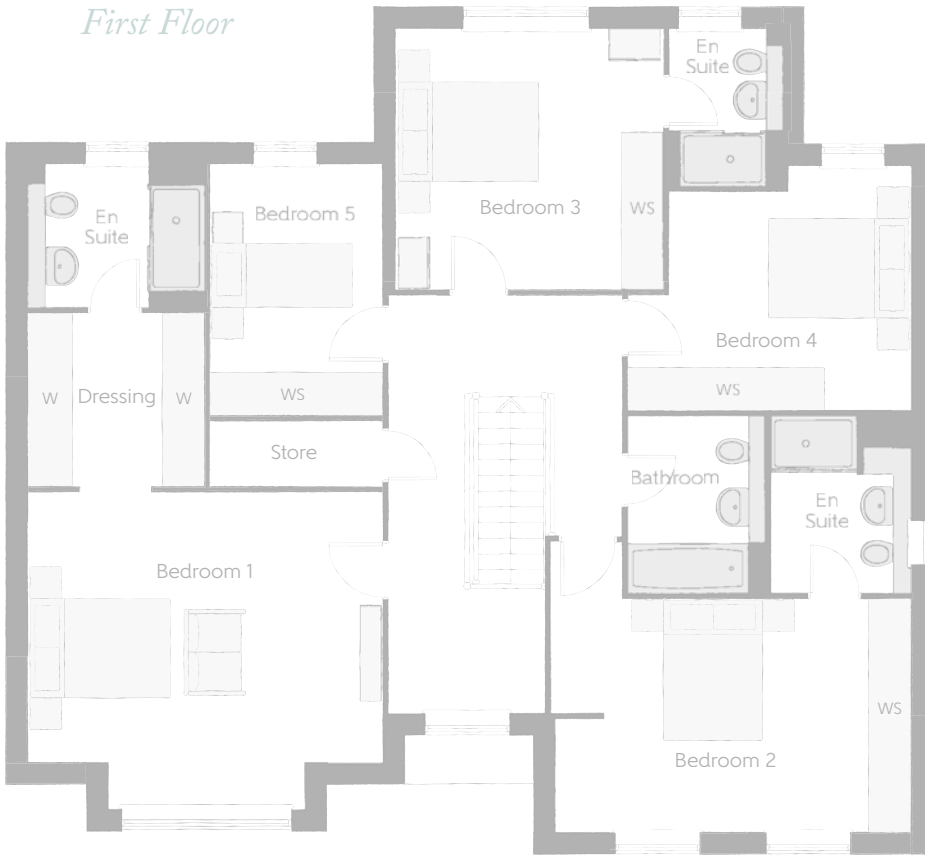 First Floor
En
Suite
En
Suite
Bedroom 5
Bedroom 3
WS
Bedroom 4
W
Dressing
W
WS
WS
Store
Bathroom
En
Suite
Bedroom 1
WS
Bedroom 2